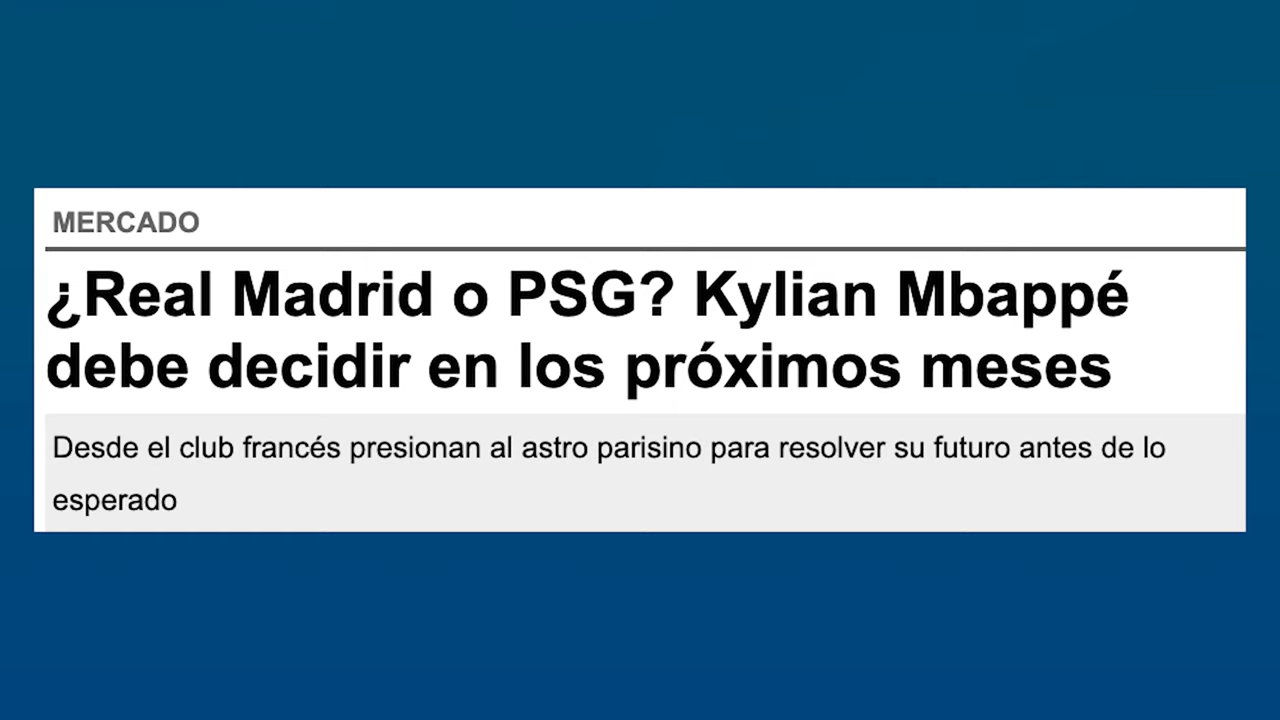 MERCADO
¿Real Madrid o PSG? Kylian Mbappé
debe decidir en los próximos meses
Desde el club francés presionan al astro parisino para resolver su futuro antes de lo
esperado